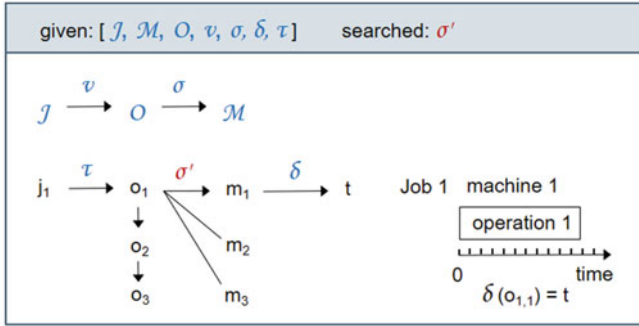 given: [ J, M, O, v, σ, δ, τ ] searched: σ'
v σ
J O M
τ σ' δ
j₁ o₁ m₁ t Job 1 machine 1
operation 1
o₂ m₂
0 time
o₃ m₃ δ (o₁,₁) = t